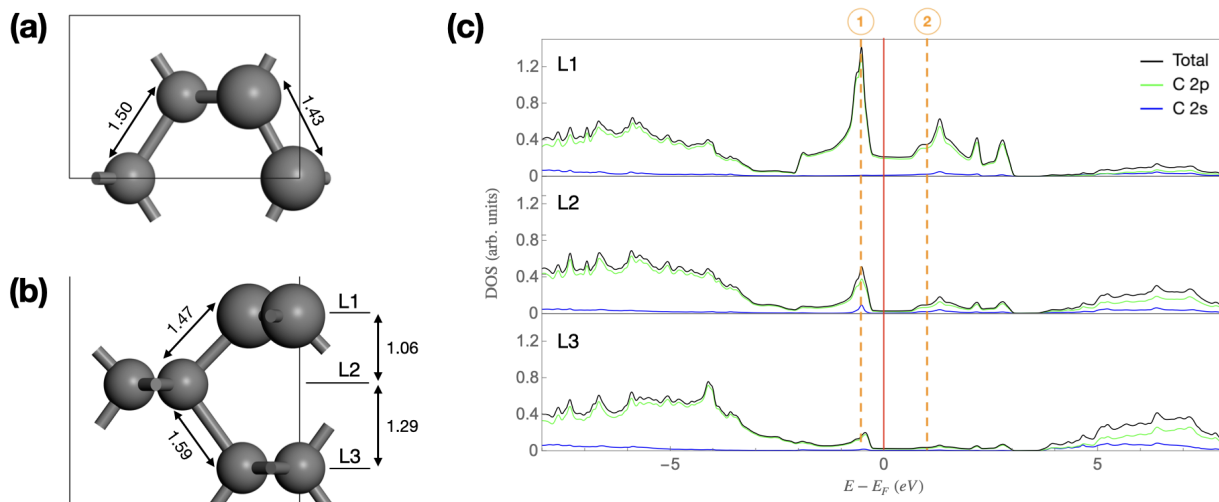 (a)
1.50
1.43
(b)
1.47
L1
1.06
L2
1.29
1.59
L3
(c)
1
2
L1
Total
C 2p
C 2s
1.2
0.8
0.4
0
L2
1.2
0.8
0.4
0
L3
1.2
0.8
0.4
0
DOS (arb. units)
−5
0
5
E − E_F (eV)